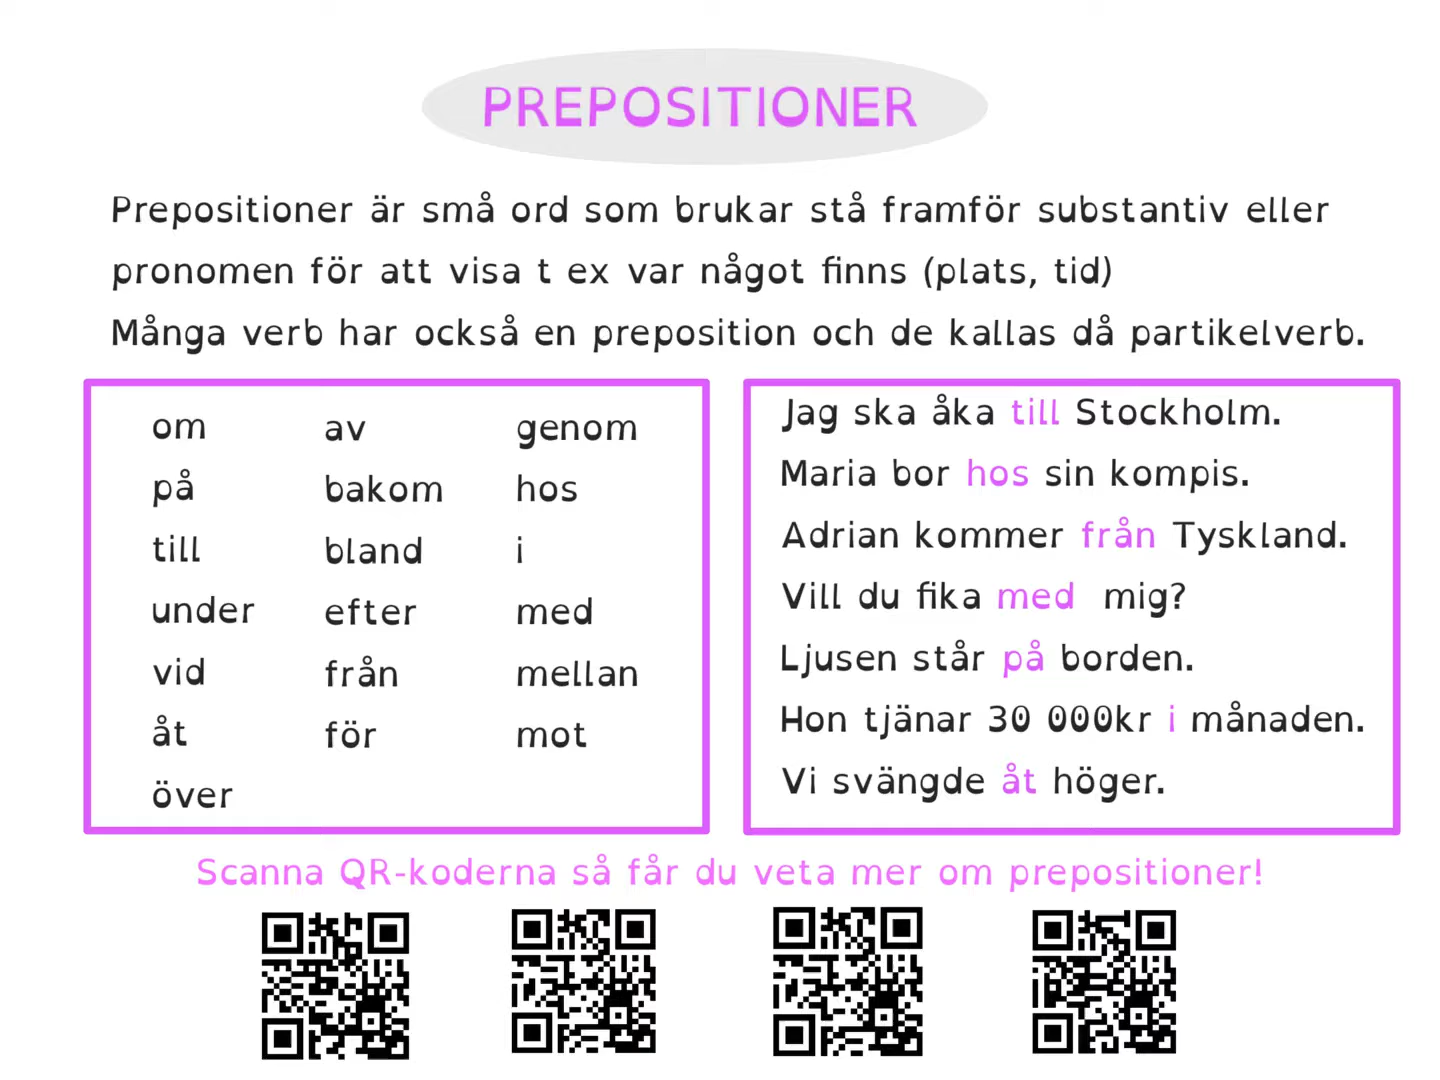 PREPOSITIONER
Prepositioner är små ord som brukar stå framför substantiv eller
pronomen för att visa t ex var något finns (plats, tid)
Många verb har också en preposition och de kallas då partikelverb.
om av genom
på bakom hos
till bland i
under efter med
vid från mellan
åt för mot
över
Jag ska åka till Stockholm.
Maria bor hos sin kompis.
Adrian kommer från Tyskland.
Vill du fika med mig?
Ljusen står på borden.
Hon tjänar 30 000kr i månaden.
Vi svängde åt höger.
Scanna QR-koderna så får du veta mer om prepositioner!